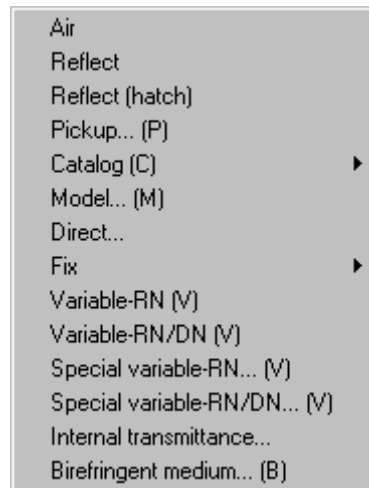 Air
Reflect
Reflect (hatch)
Pickup... (P)
Catalog (C)
Model... (M)
Direct...
Fix
Variable-RN (V)
Variable-RN/DN (V)
Special variable-RN... (V)
Special variable-RN/DN... (V)
Internal transmittance...
Birefringent medium... (B)